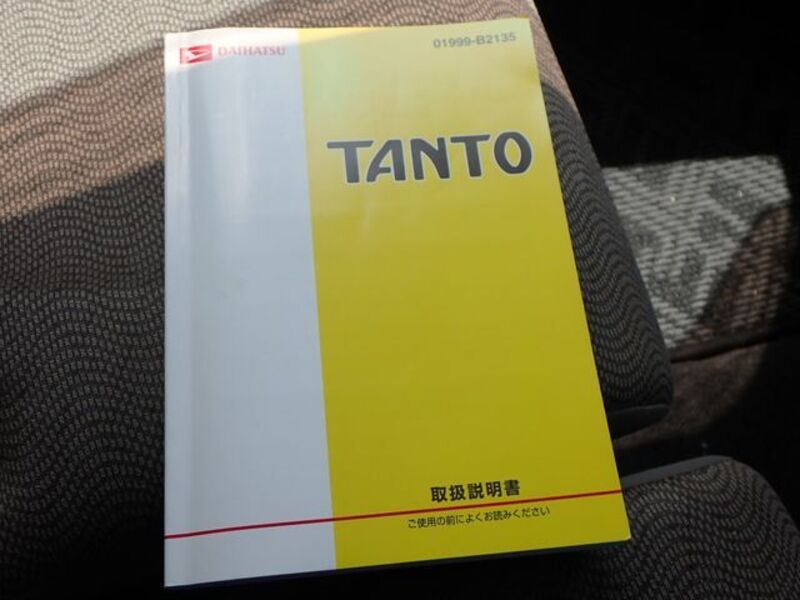 DAIHATSU
01999-B2135
TANTO
取扱説明書
ご使用の前によくお読みください